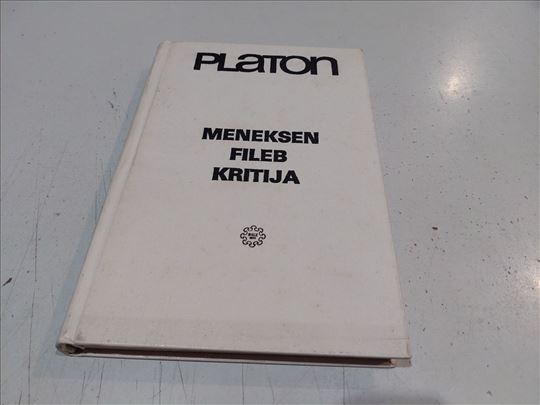 PLATON
MENEKSEN
FILEB
KRITIJA